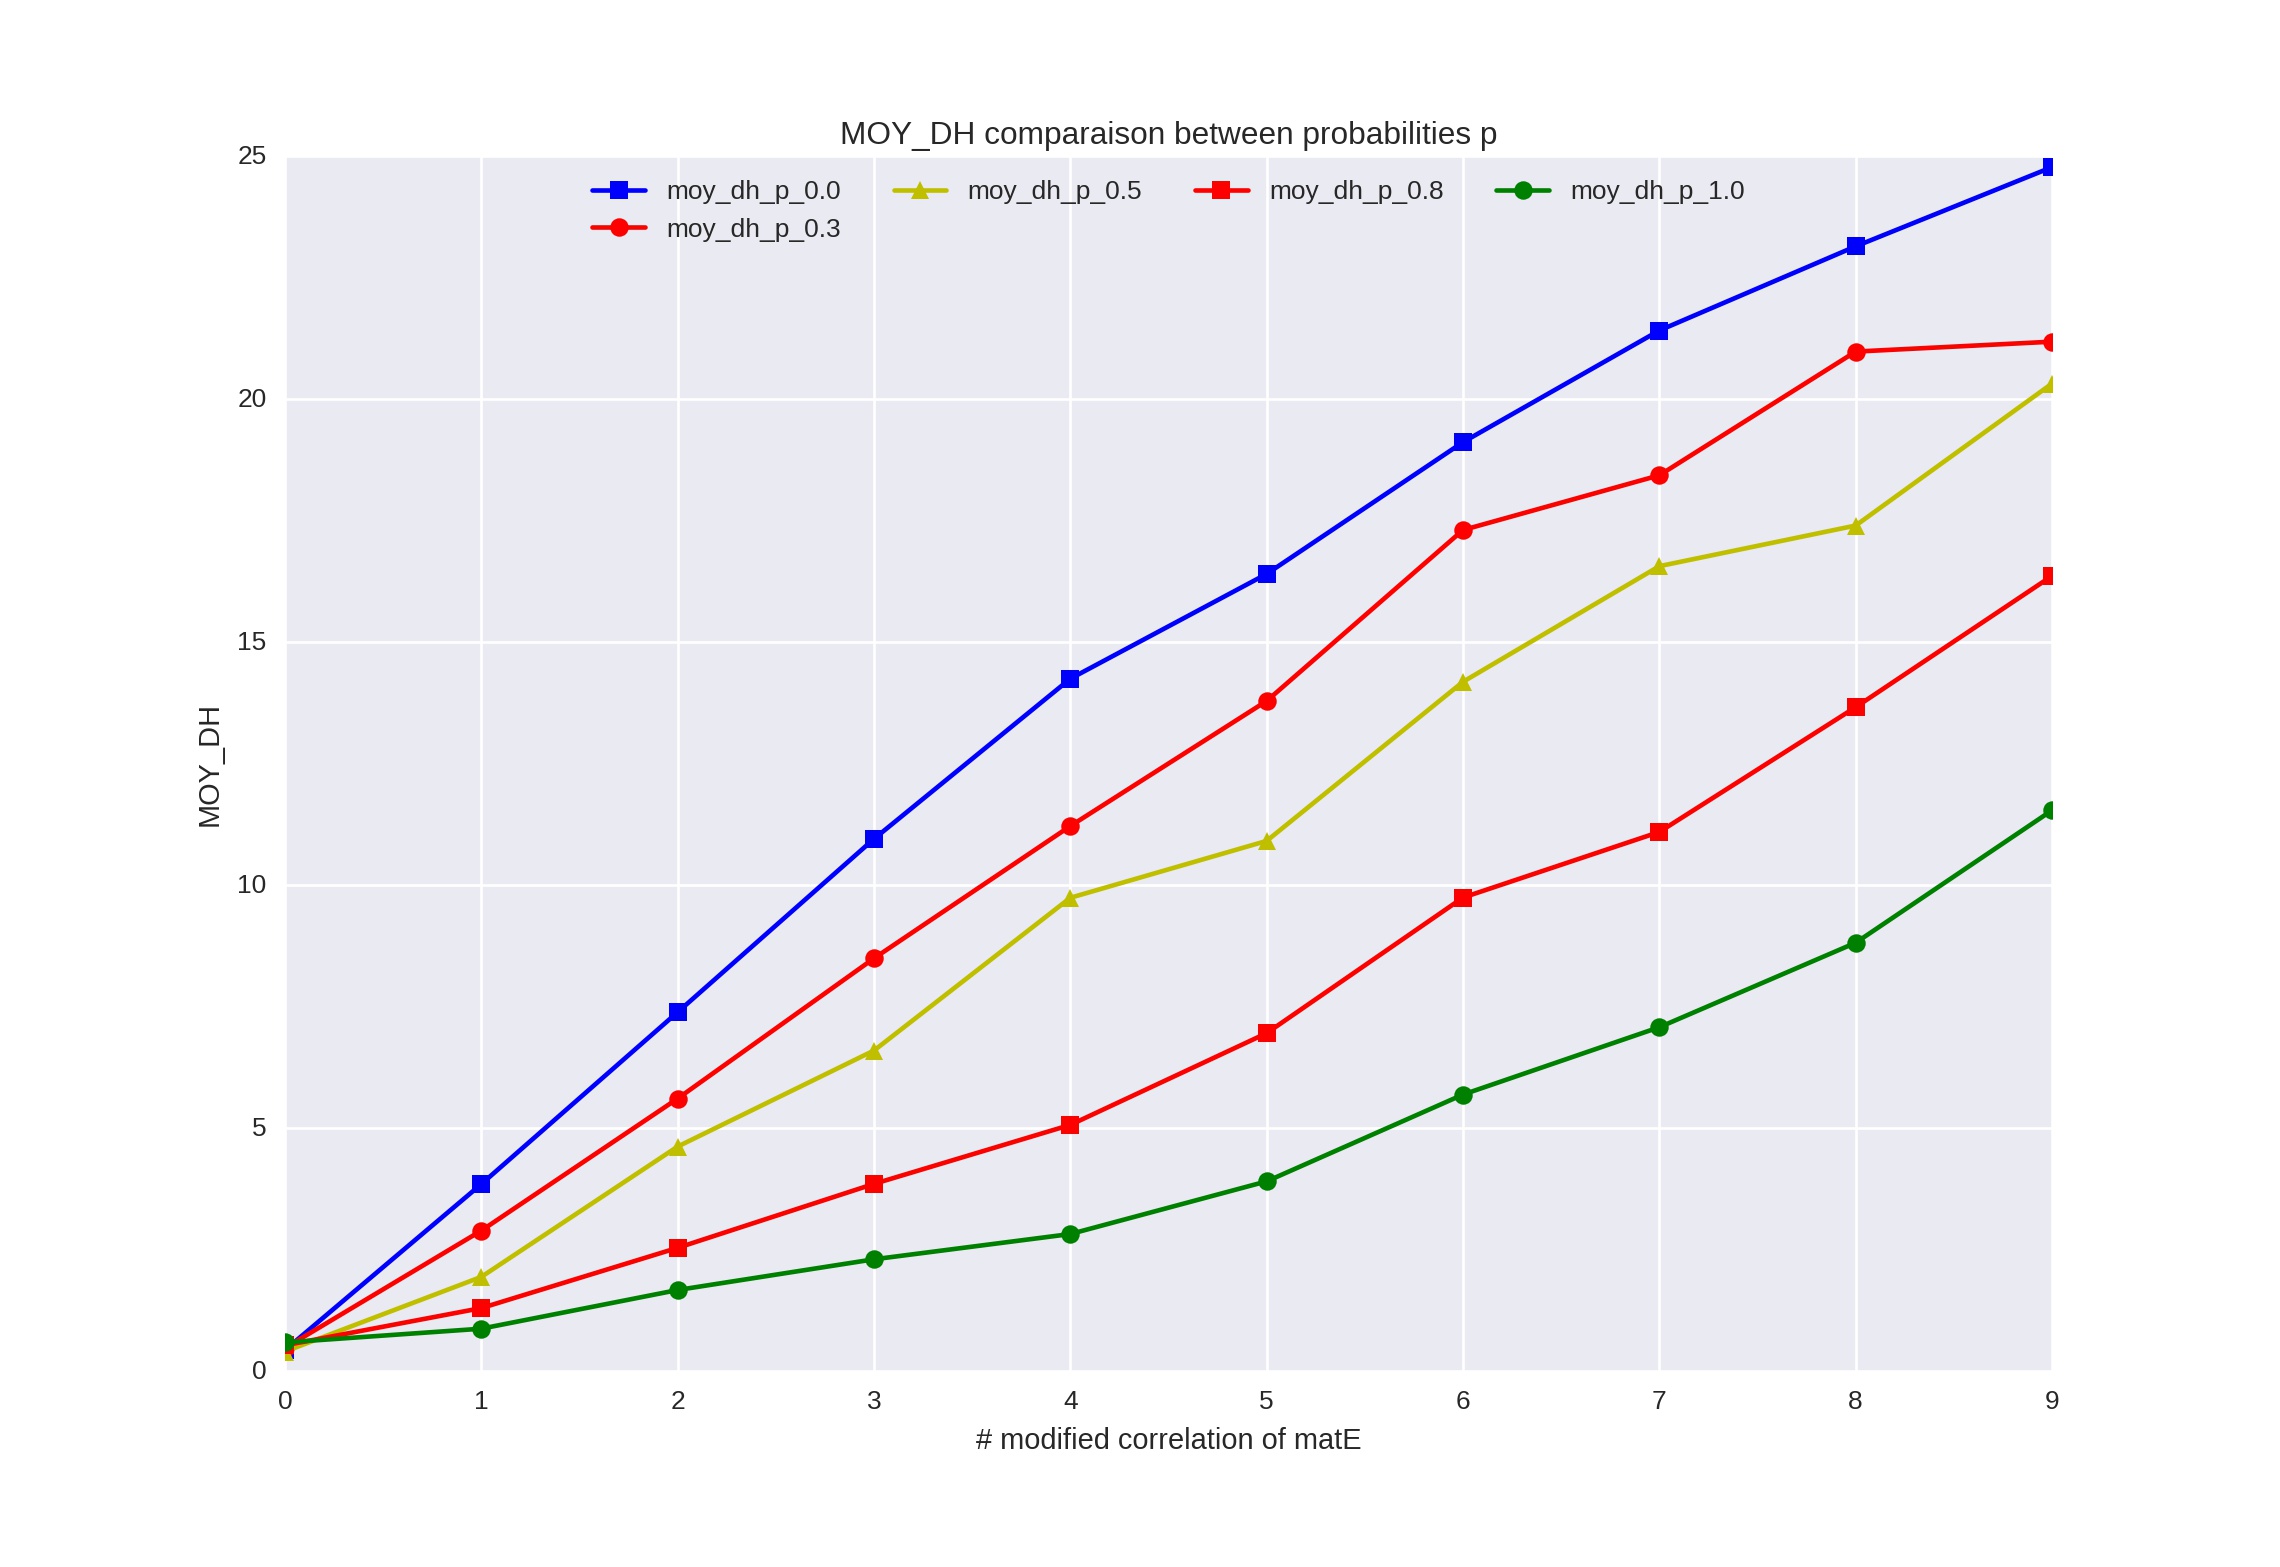 MOY_DH comparaison between probabilities p
moy_dh_p_0.0 moy_dh_p_0.5 moy_dh_p_0.8 moy_dh_p_1.0
moy_dh_p_0.3
25
20
15
10
5
0
MOY_DH
0 1 2 3 4 5 6 7 8 9
# modified correlation of matE